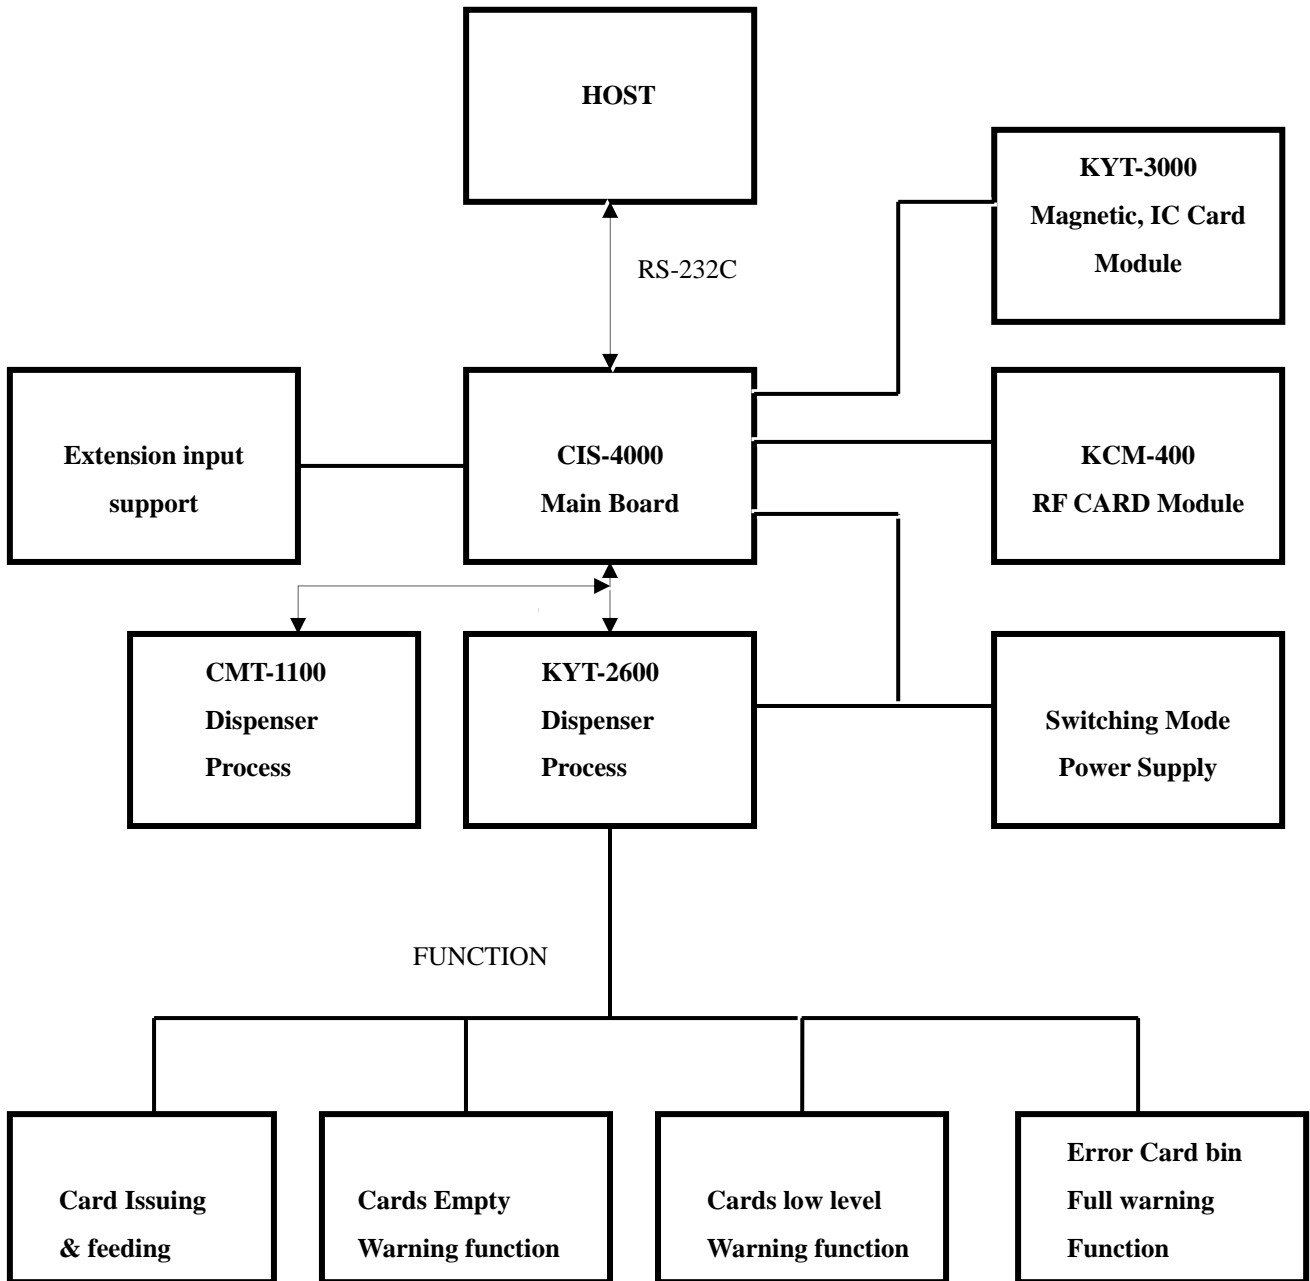 HOST
KYT-3000
Magnetic, IC Card
Module
RS-232C
Extension input
support
CIS-4000
Main Board
KCM-400
RF CARD Module
CMT-1100
Dispenser
Process
KYT-2600
Dispenser
Process
Switching Mode
Power Supply
FUNCTION
Card Issuing
& feeding
Cards Empty
Warning function
Cards low level
Warning function
Error Card bin
Full warning
Function